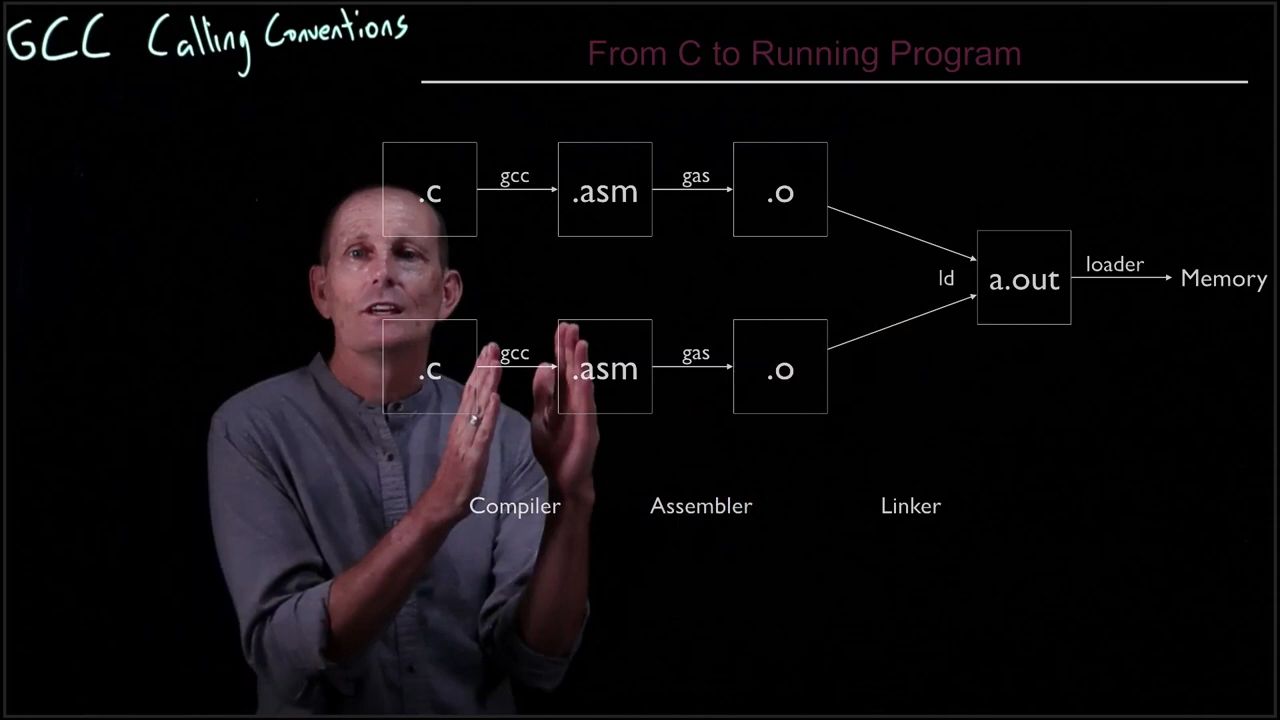 GCC Calling Conventions
From C to Running Program
.c gcc .asm gas .o
ld a.out loader Memory
.c gcc .asm gas .o
Compiler Assembler Linker